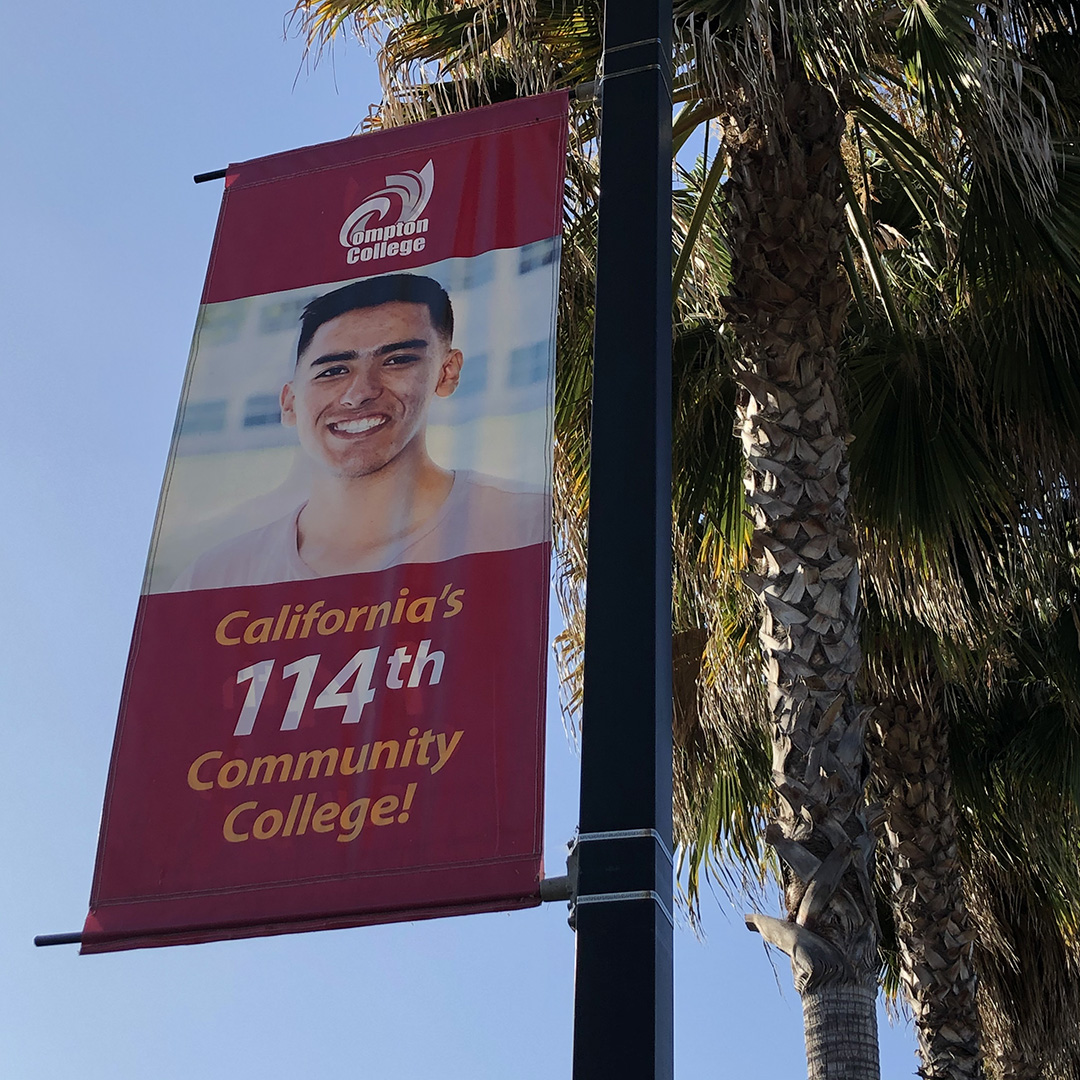 Compton
College
California's
114th
Community
College!